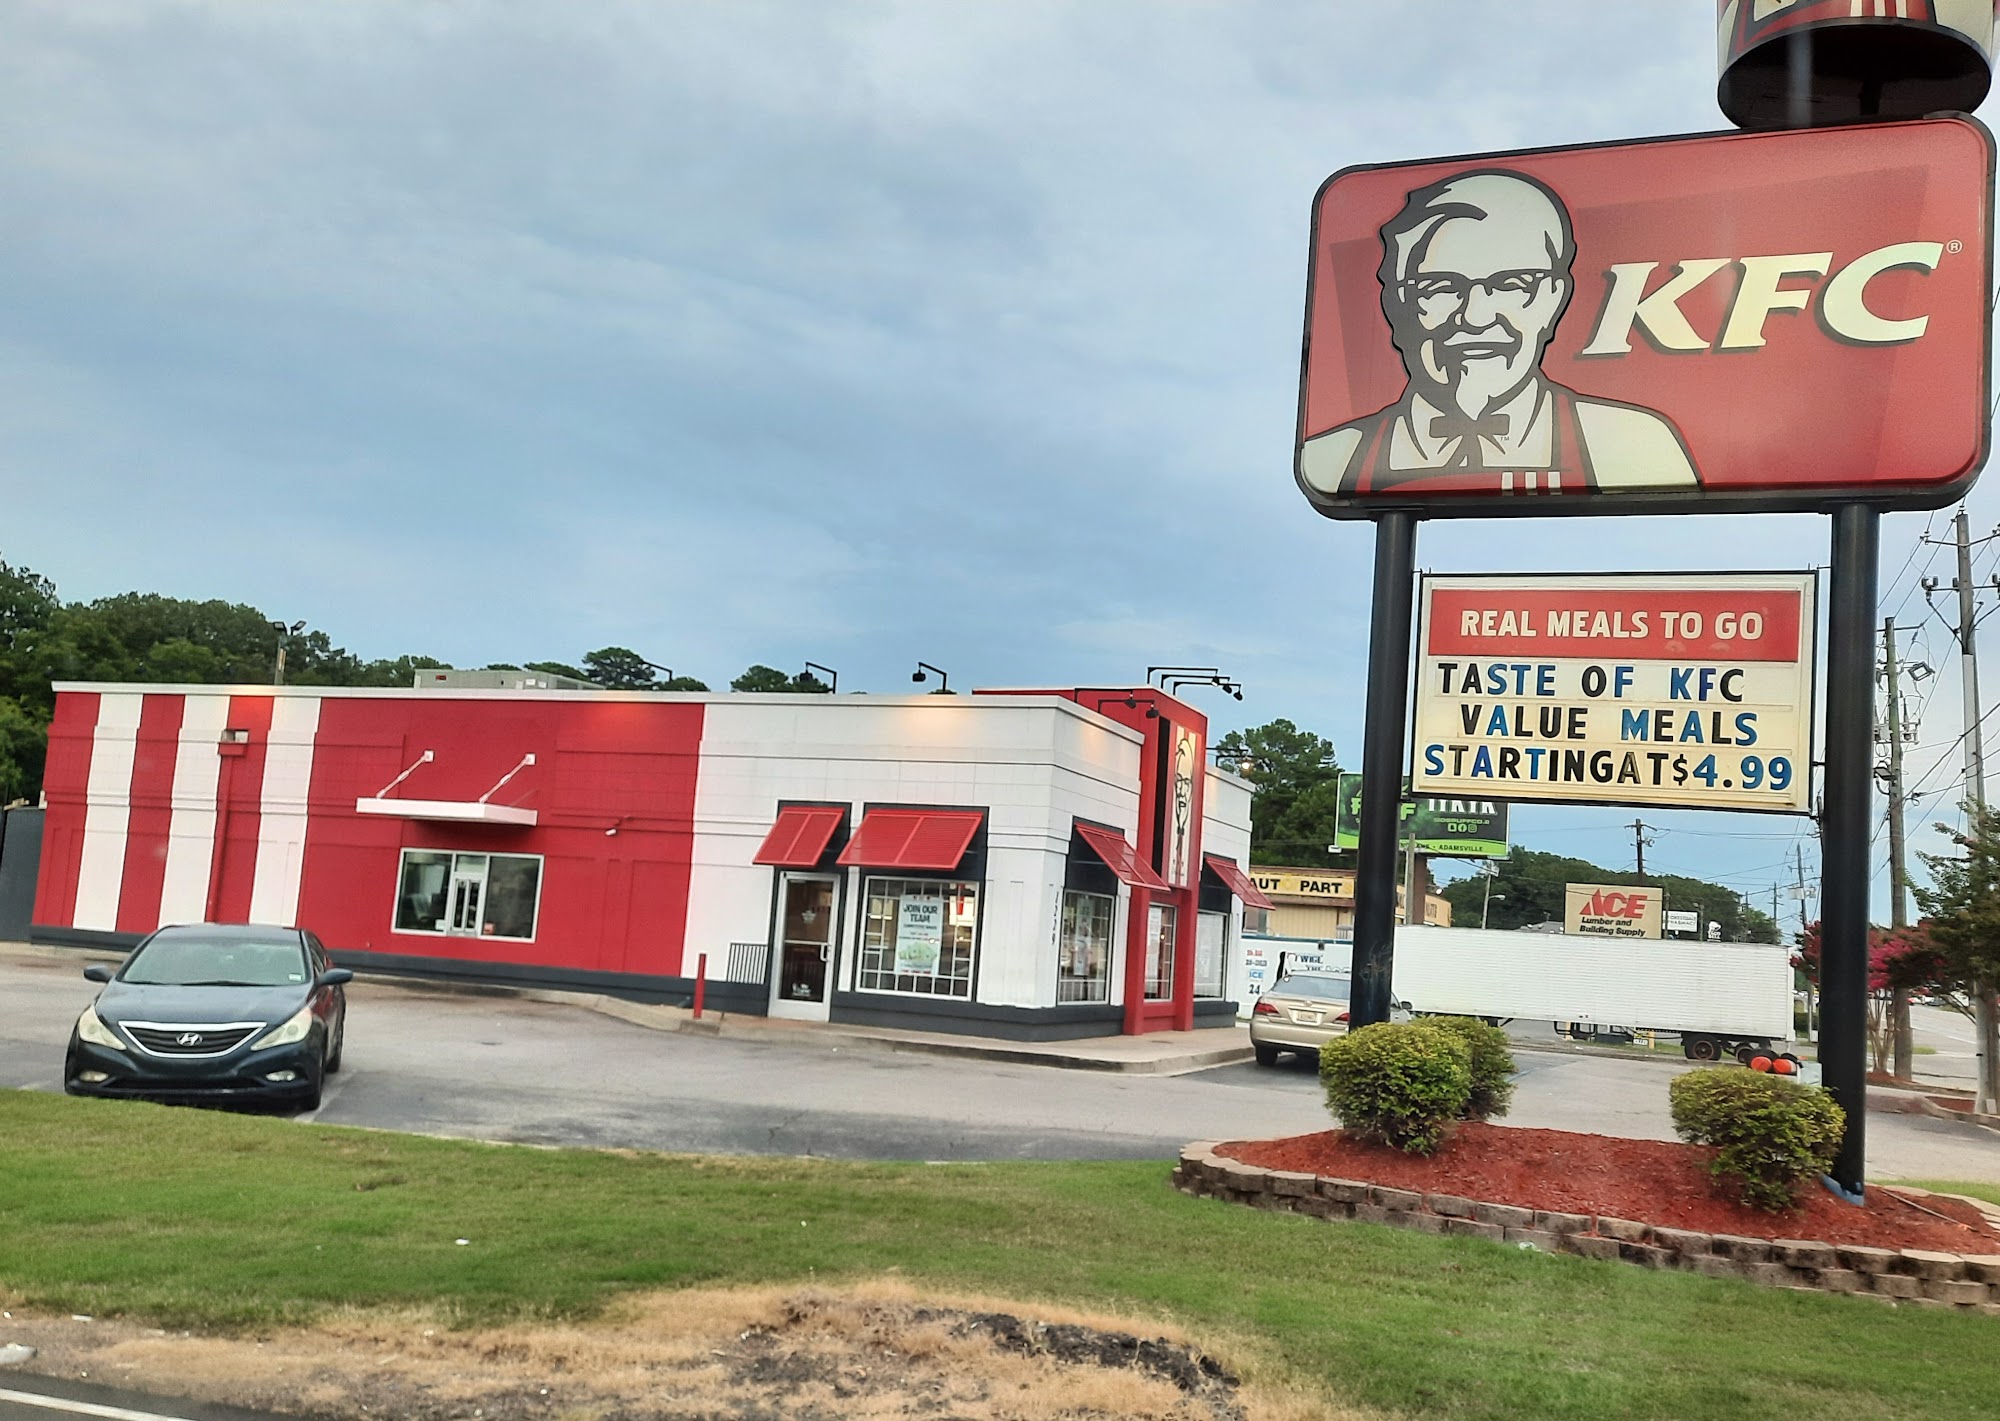 KFC®
REAL MEALS TO GO
TASTE OF KFC
VALUE MEALS
STARTINGAT$4.99
JOIN OUR
TEAM
1229
AUT PART
ADAMSVILLE
ACE
Lumber and
Building Supply
ICE